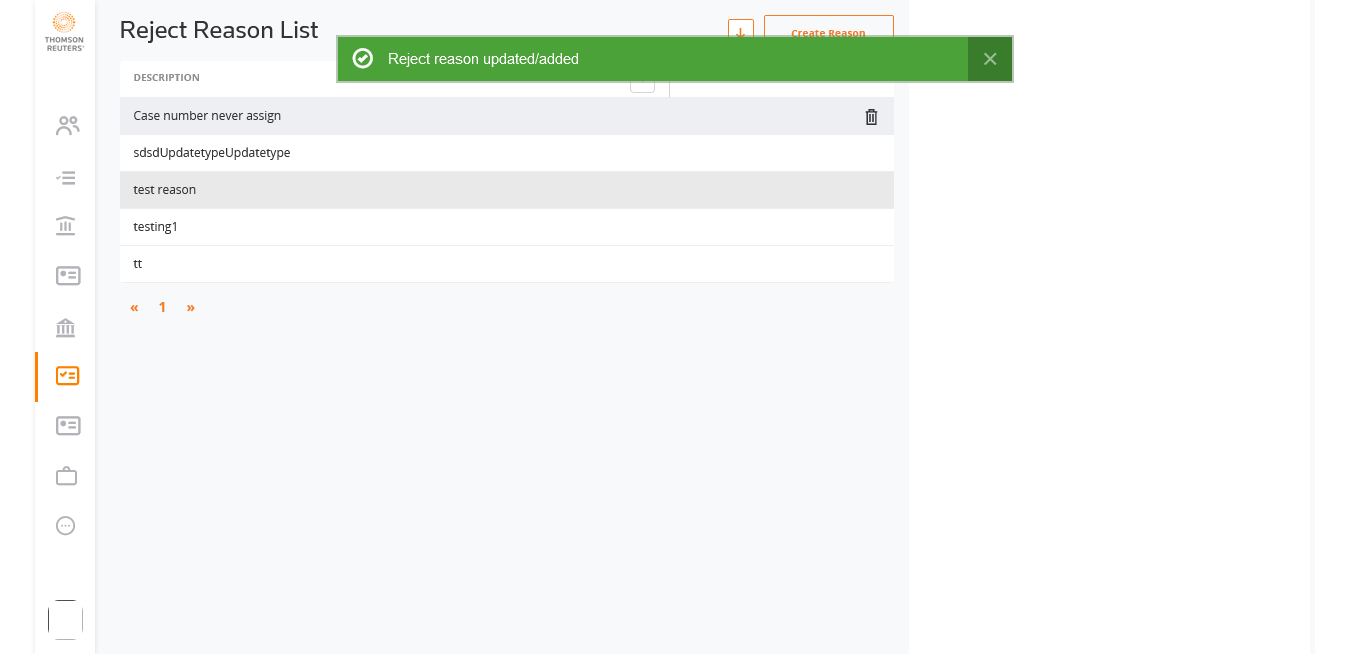 THOMSON
REUTERS
Reject Reason List
Create Reason
Reject reason updated/added
DESCRIPTION
Case number never assign
sdsdUpdatetypeUpdatetype
test reason
testing1
tt
« 1 »